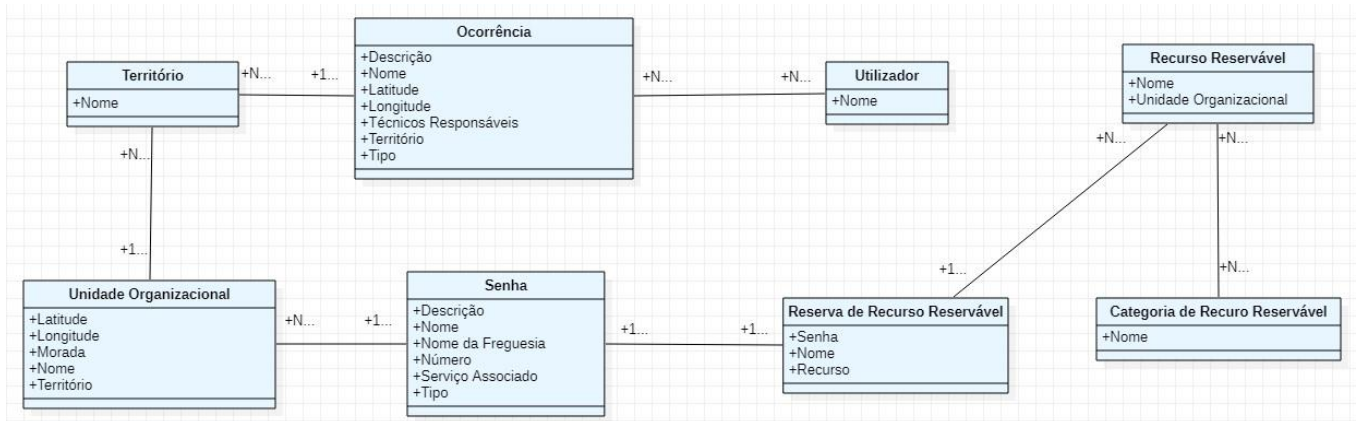 Ocorrência
+Descrição
+Nome
+Latitude
+Longitude
+Técnicos Responsáveis
+Território
+Tipo
Território
+Nome
+N...
+1...
+N...
+N...
Utilizador
+Nome
Recurso Reservável
+Nome
+Unidade Organizacional
+N...
+1...
+N...
+N...
+1...
+N...
Unidade Organizacional
+Latitude
+Longitude
+Morada
+Nome
+Território
+N...
+1...
Senha
+Descrição
+Nome
+Nome da Freguesia
+Número
+Serviço Associado
+Tipo
+1...
+1...
Reserva de Recurso Reservável
+Senha
+Nome
+Recurso
Categoria de Recuro Reservável
+Nome